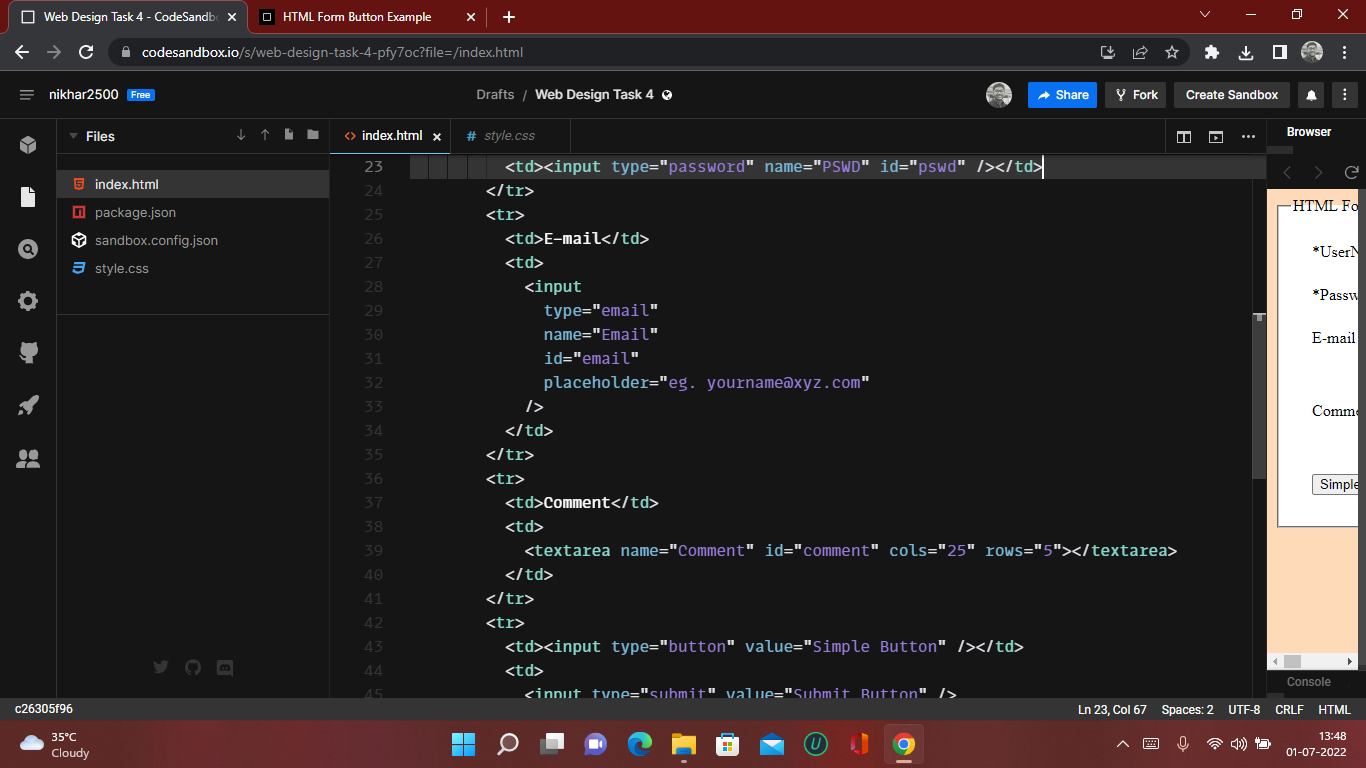 Web Design Task 4 - CodeSandb
HTML Form Button Example
codesandbox.io/s/web-design-task-4-pfy7oc?file=/index.html
nikhar2500 Free
Drafts / Web Design Task 4
Share
Fork
Create Sandbox
Files
index.html
style.css
Browser
index.html
package.json
sandbox.config.json
style.css
23 <td><input type="password" name="PSWD" id="pswd" /></td>
24 </tr>
25 <tr>
26 <td>E-mail</td>
27 <td>
28 <input
29 type="email"
30 name="Email"
31 id="email"
32 placeholder="eg. yourname@xyz.com"
33 />
34 </td>
35 </tr>
36 <tr>
37 <td>Comment</td>
38 <td>
39 <textarea name="Comment" id="comment" cols="25" rows="5"></textarea>
40 </td>
41 </tr>
42 <tr>
43 <td><input type="button" value="Simple Button" /></td>
44 <td>
45 <input type="submit" value="Submit Button" />
HTML Fo
*UserN
*Passw
E-mail
Comme
Simple
Console
c26305f96
Ln 23, Col 67
Spaces: 2
UTF-8
CRLF
HTML
35°C
Cloudy
13:48
01-07-2022